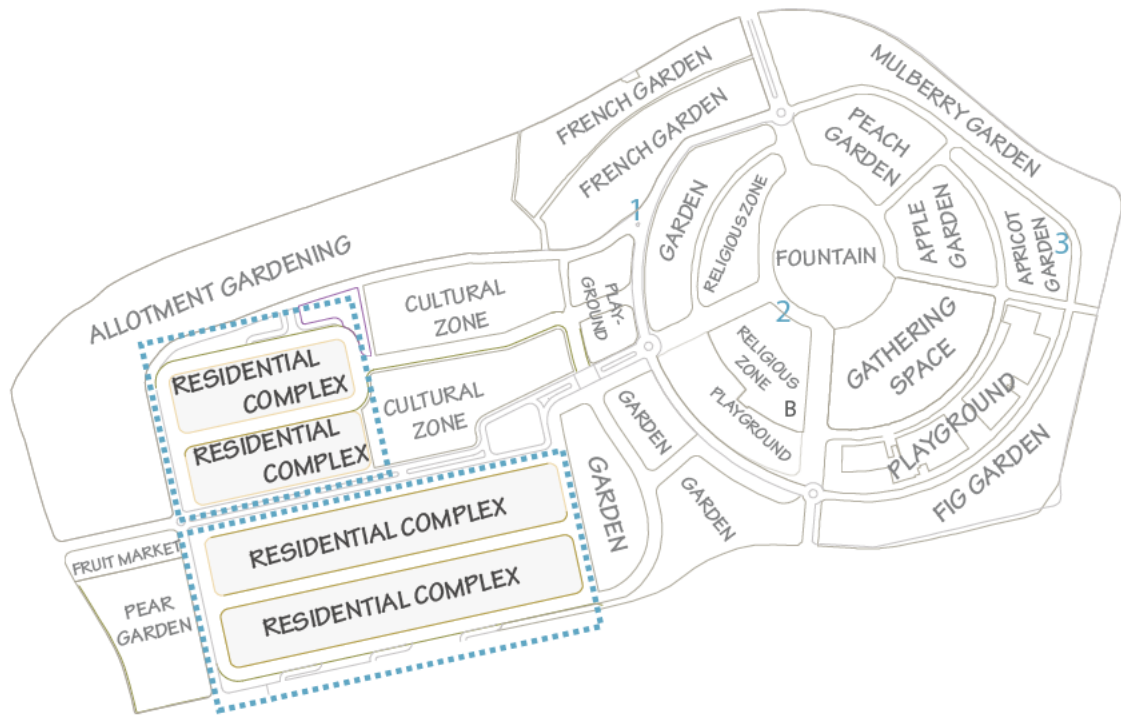 FRENCH GARDEN
FRENCH GARDEN
MULBERRY GARDEN
PEACH
GARDEN
1
GARDEN
RELIGIOUS ZONE
FOUNTAIN
APPLE
GARDEN
APRICOT
GARDEN
3
ALLOTMENT GARDENING
CULTURAL
ZONE
PLAY-
GROUND
2
RELIGIOUS
ZONE
B
PLAYGROUND
GATHERING
SPACE
PLAYGROUND
FIG GARDEN
RESIDENTIAL
COMPLEX
RESIDENTIAL
COMPLEX
CULTURAL
ZONE
GARDEN
GARDEN
GARDEN
RESIDENTIAL COMPLEX
RESIDENTIAL COMPLEX
FRUIT MARKET
PEAR
GARDEN